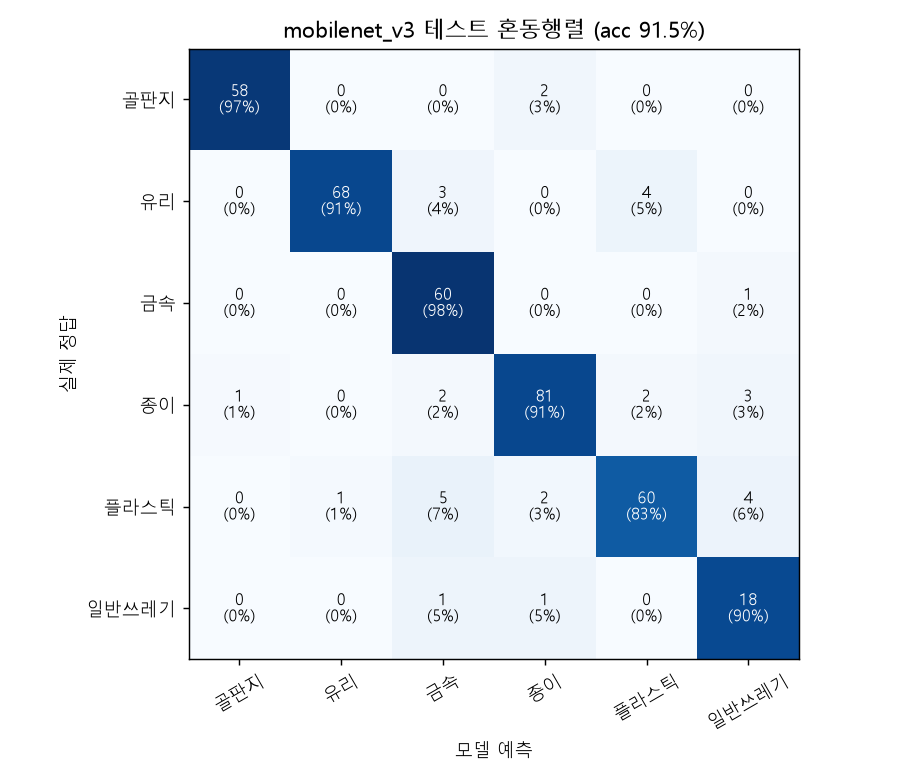 mobilenet_v3 테스트 혼동행렬 (acc 91.5%)
실제 정답
골판지
58 0 0 2 0 0
(97%) (0%) (0%) (3%) (0%) (0%)
유리
0 68 3 0 4 0
(0%) (91%) (4%) (0%) (5%) (0%)
금속
0 0 60 0 0 1
(0%) (0%) (98%) (0%) (0%) (2%)
종이
1 0 2 81 2 3
(1%) (0%) (2%) (91%) (2%) (3%)
플라스틱
0 1 5 2 60 4
(0%) (1%) (7%) (3%) (83%) (6%)
일반쓰레기
0 0 1 1 0 18
(0%) (0%) (5%) (5%) (0%) (90%)
골판지 유리 금속 종이 플라스틱 일반쓰레기
모델 예측